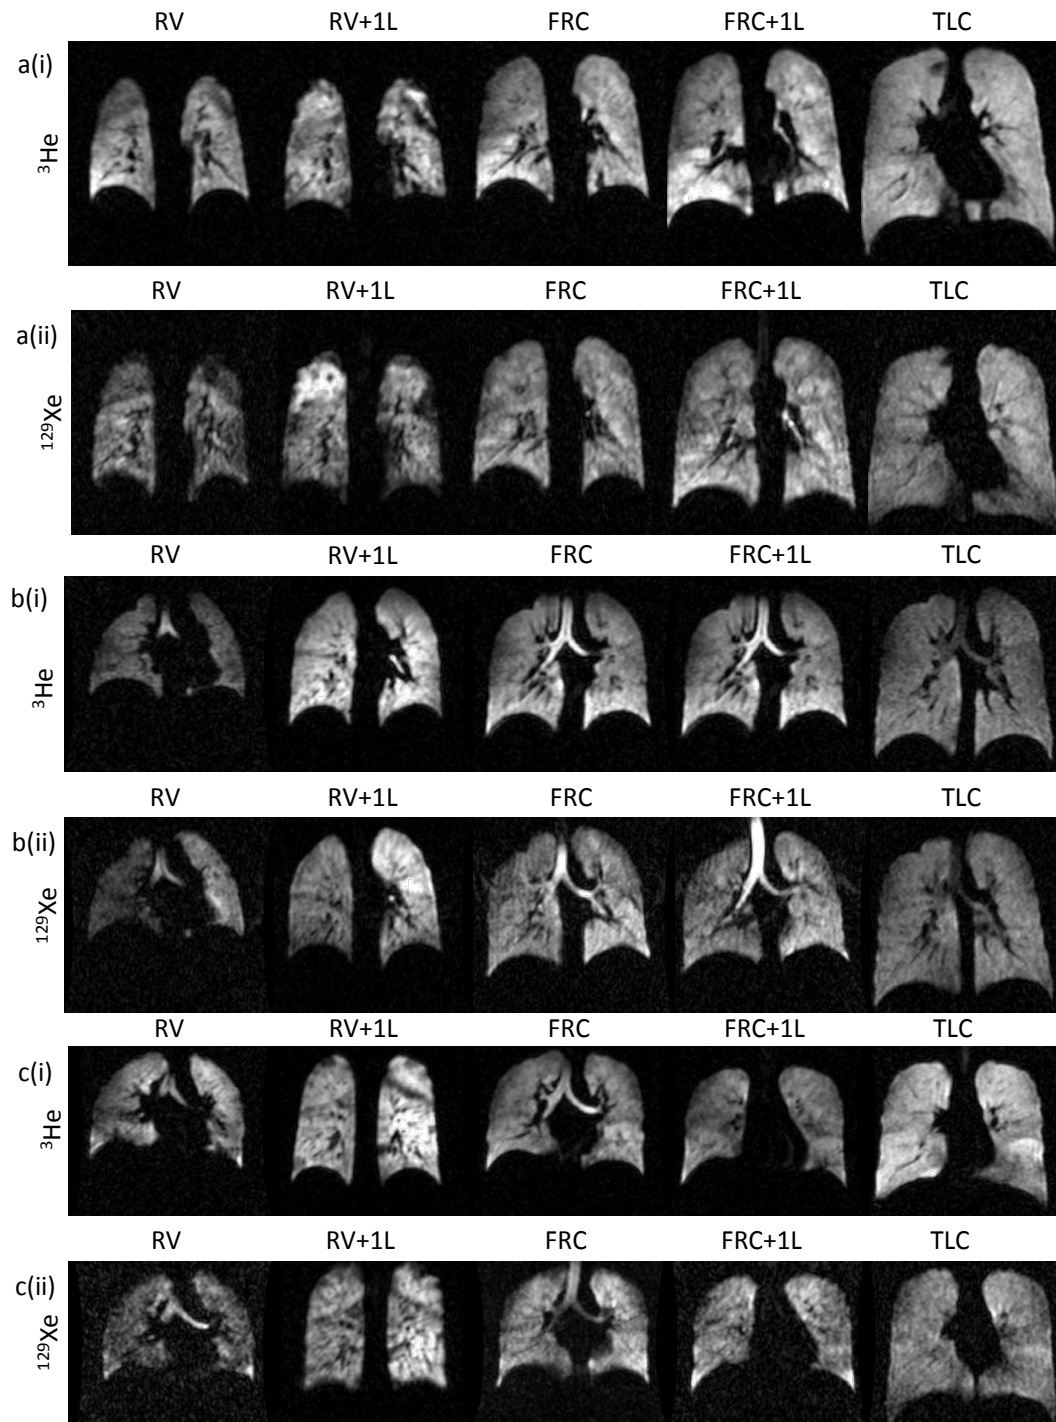 RV RV+1L FRC FRC+1L TLC
a(i)
³He
RV RV+1L FRC FRC+1L TLC
a(ii)
¹²⁹Xe
RV RV+1L FRC FRC+1L TLC
b(i)
³He
RV RV+1L FRC FRC+1L TLC
b(ii)
¹²⁹Xe
RV RV+1L FRC FRC+1L TLC
c(i)
³He
RV RV+1L FRC FRC+1L TLC
c(ii)
¹²⁹Xe